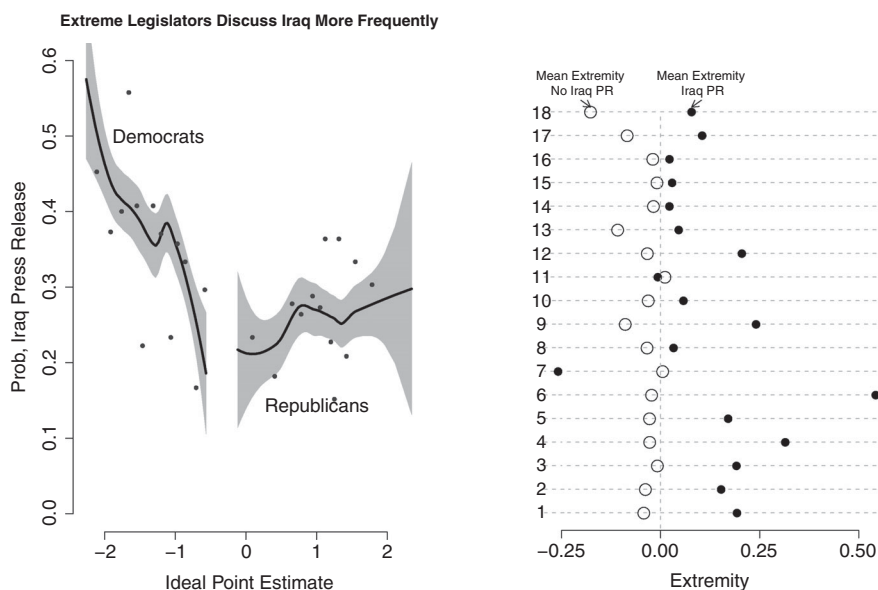 Extreme Legislators Discuss Iraq More Frequently
Prob, Iraq Press Release
0.6
0.5
0.4
0.3
0.2
0.1
0.0
Democrats
Republicans
−2 −1 0 1 2
Ideal Point Estimate
Mean Extremity Mean Extremity
No Iraq PR Iraq PR
18
17
16
15
14
13
12
11
10
9
8
7
6
5
4
3
2
1
−0.25 0.00 0.25 0.50
Extremity